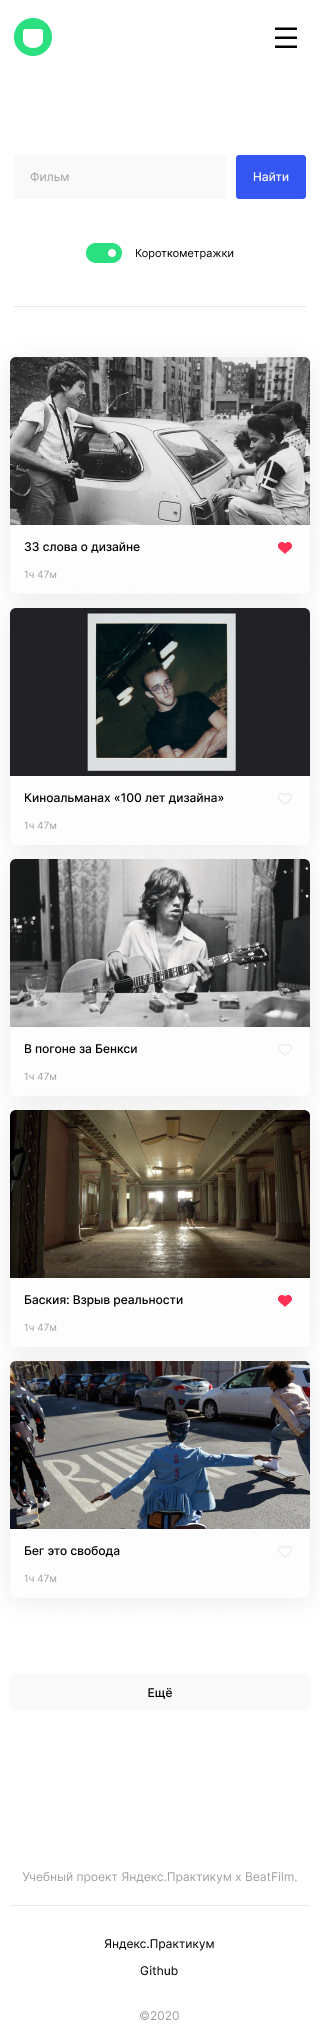 Фильм
Найти
Короткометражки
33 слова о дизайне
1ч 47м
Киноальманах «100 лет дизайна»
1ч 47м
В погоне за Бенкси
1ч 47м
Баския: Взрыв реальности
1ч 47м
Бег это свобода
1ч 47м
Ещё
Учебный проект Яндекс.Практикум х BeatFilm.
Яндекс.Практикум
Github
©2020